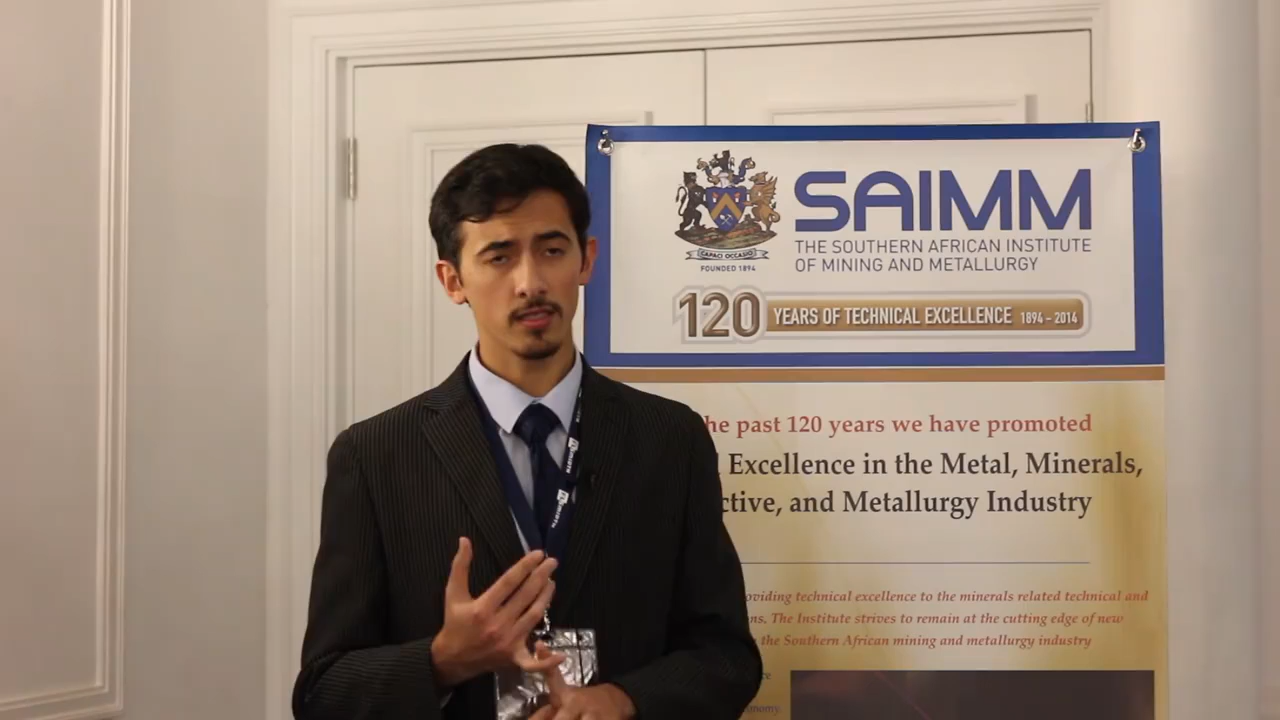 SAIMM
THE SOUTHERN AFRICAN INSTITUTE
OF MINING AND METALLURGY
CAPACI OCCASIO
FOUNDED 1894
120 YEARS OF TECHNICAL EXCELLENCE 1894 - 2014
he past 120 years we have promoted
Excellence in the Metal, Minerals,
ctive, and Metallurgy Industry
oviding technical excellence to the minerals related technical and
ns. The Institute strives to remain at the cutting edge of new
the Southern African mining and metallurgy industry